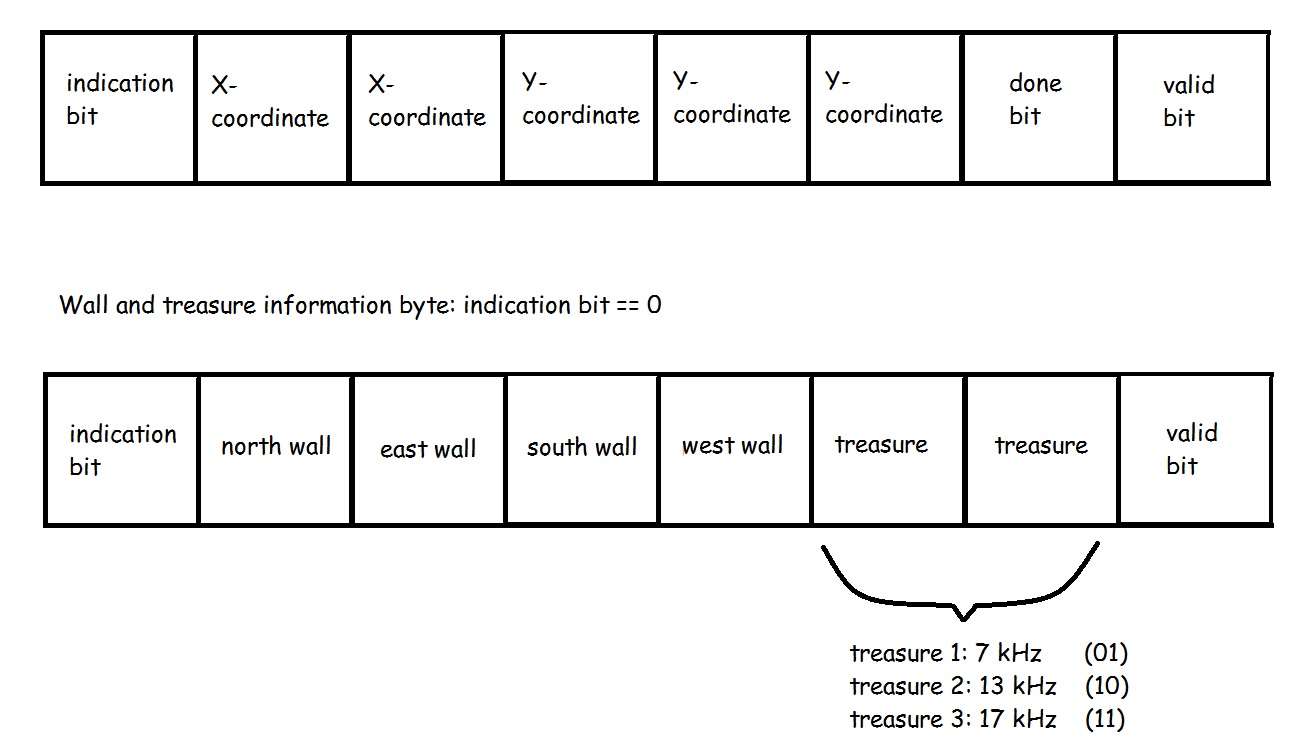 indication bit
X-coordinate
X-coordinate
Y-coordinate
Y-coordinate
Y-coordinate
done bit
valid bit
Wall and treasure information byte: indication bit == 0
indication bit
north wall
east wall
south wall
west wall
treasure
treasure
valid bit
treasure 1: 7 kHz (01)
treasure 2: 13 kHz (10)
treasure 3: 17 kHz (11)